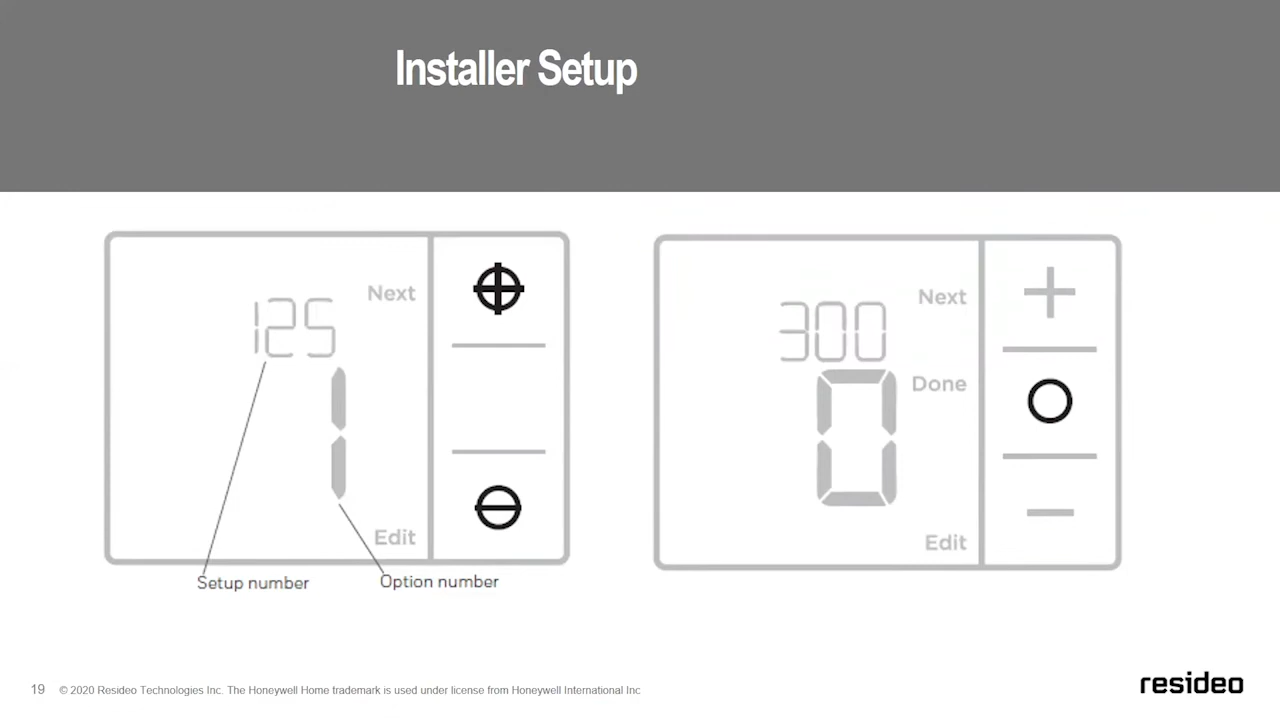 Installer Setup
Next
125
1
Edit
Setup number
Option number
Next
300
Done
0
Edit
19 © 2020 Resideo Technologies Inc. The Honeywell Home trademark is used under license from Honeywell International Inc
resideo